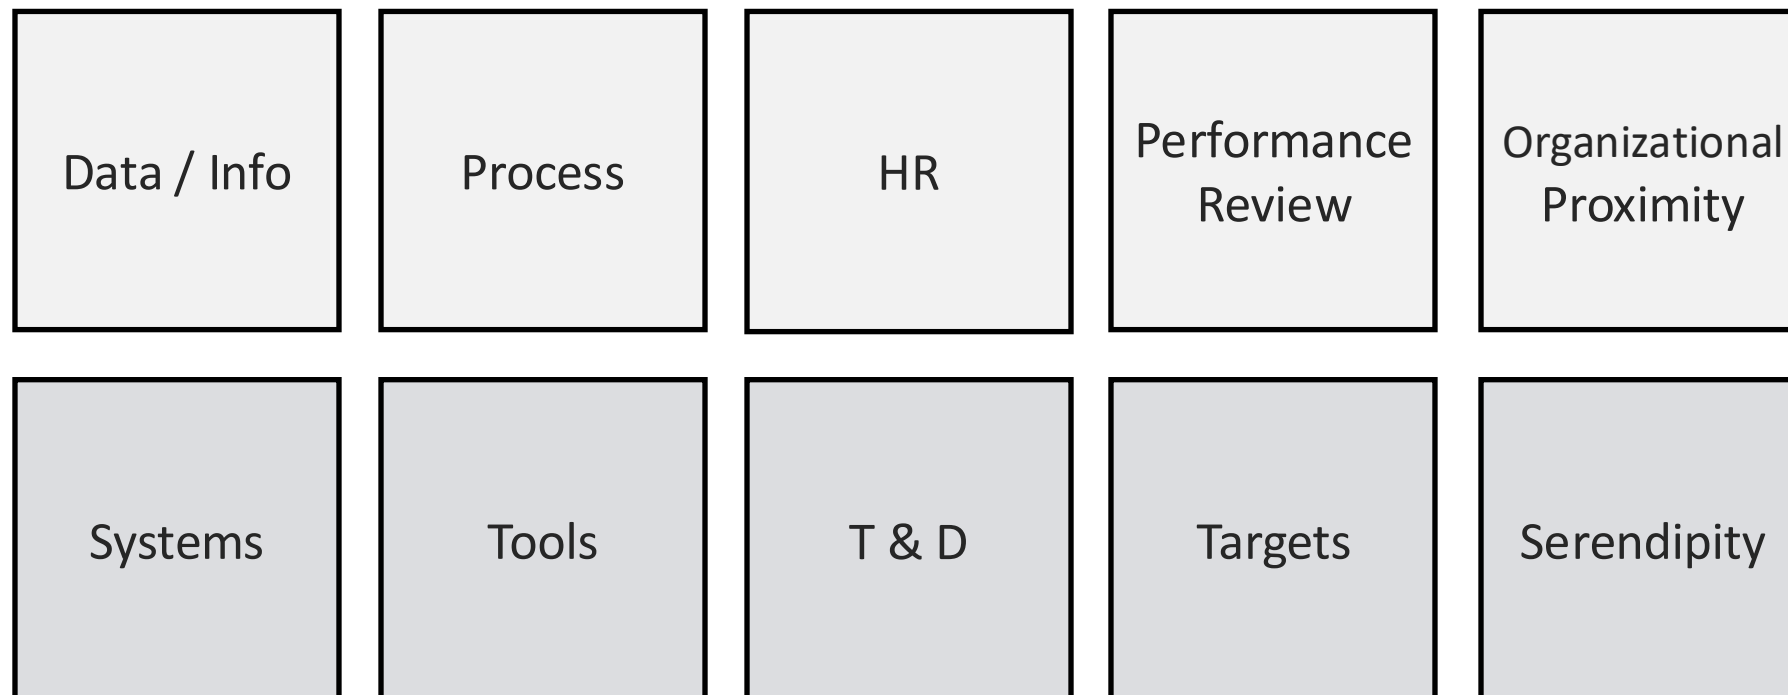 Data / Info
Process
HR
Performance
Review
Organizational
Proximity
Systems
Tools
T & D
Targets
Serendipity